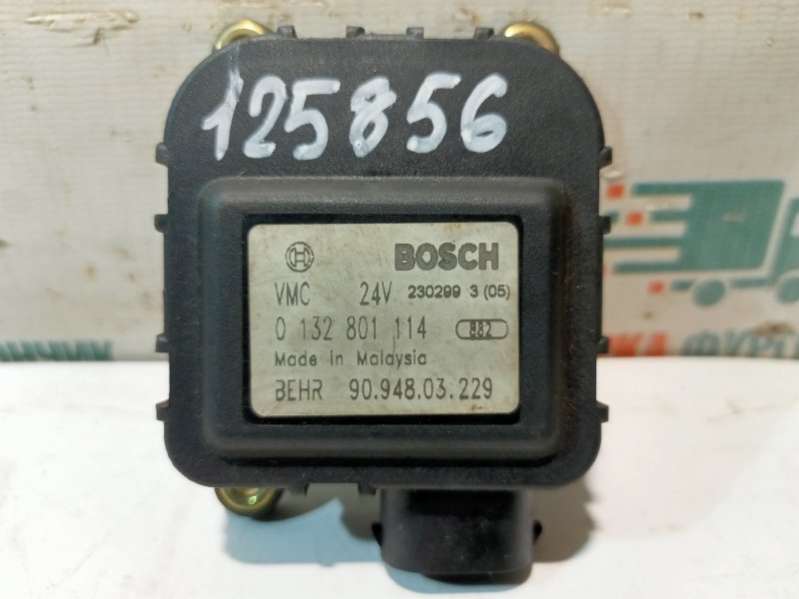 125856
BOSCH
VMC 24V 230299 3 (05)
0 132 801 114 882
Made in Malaysia
BEHR 90.948.03.229